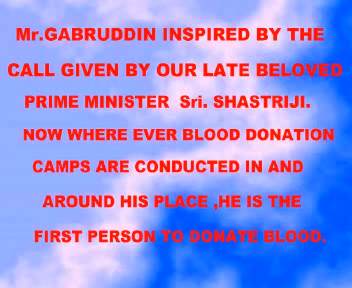 Mr.GABRUDDIN INSPIRED BY THE
CALL GIVEN BY OUR LATE BELOVED
PRIME MINISTER Sri. SHASTRIJI.
NOW WHERE EVER BLOOD DONATION
CAMPS ARE CONDUCTED IN AND
AROUND HIS PLACE ,HE IS THE
FIRST PERSON TO DONATE BLOOD.